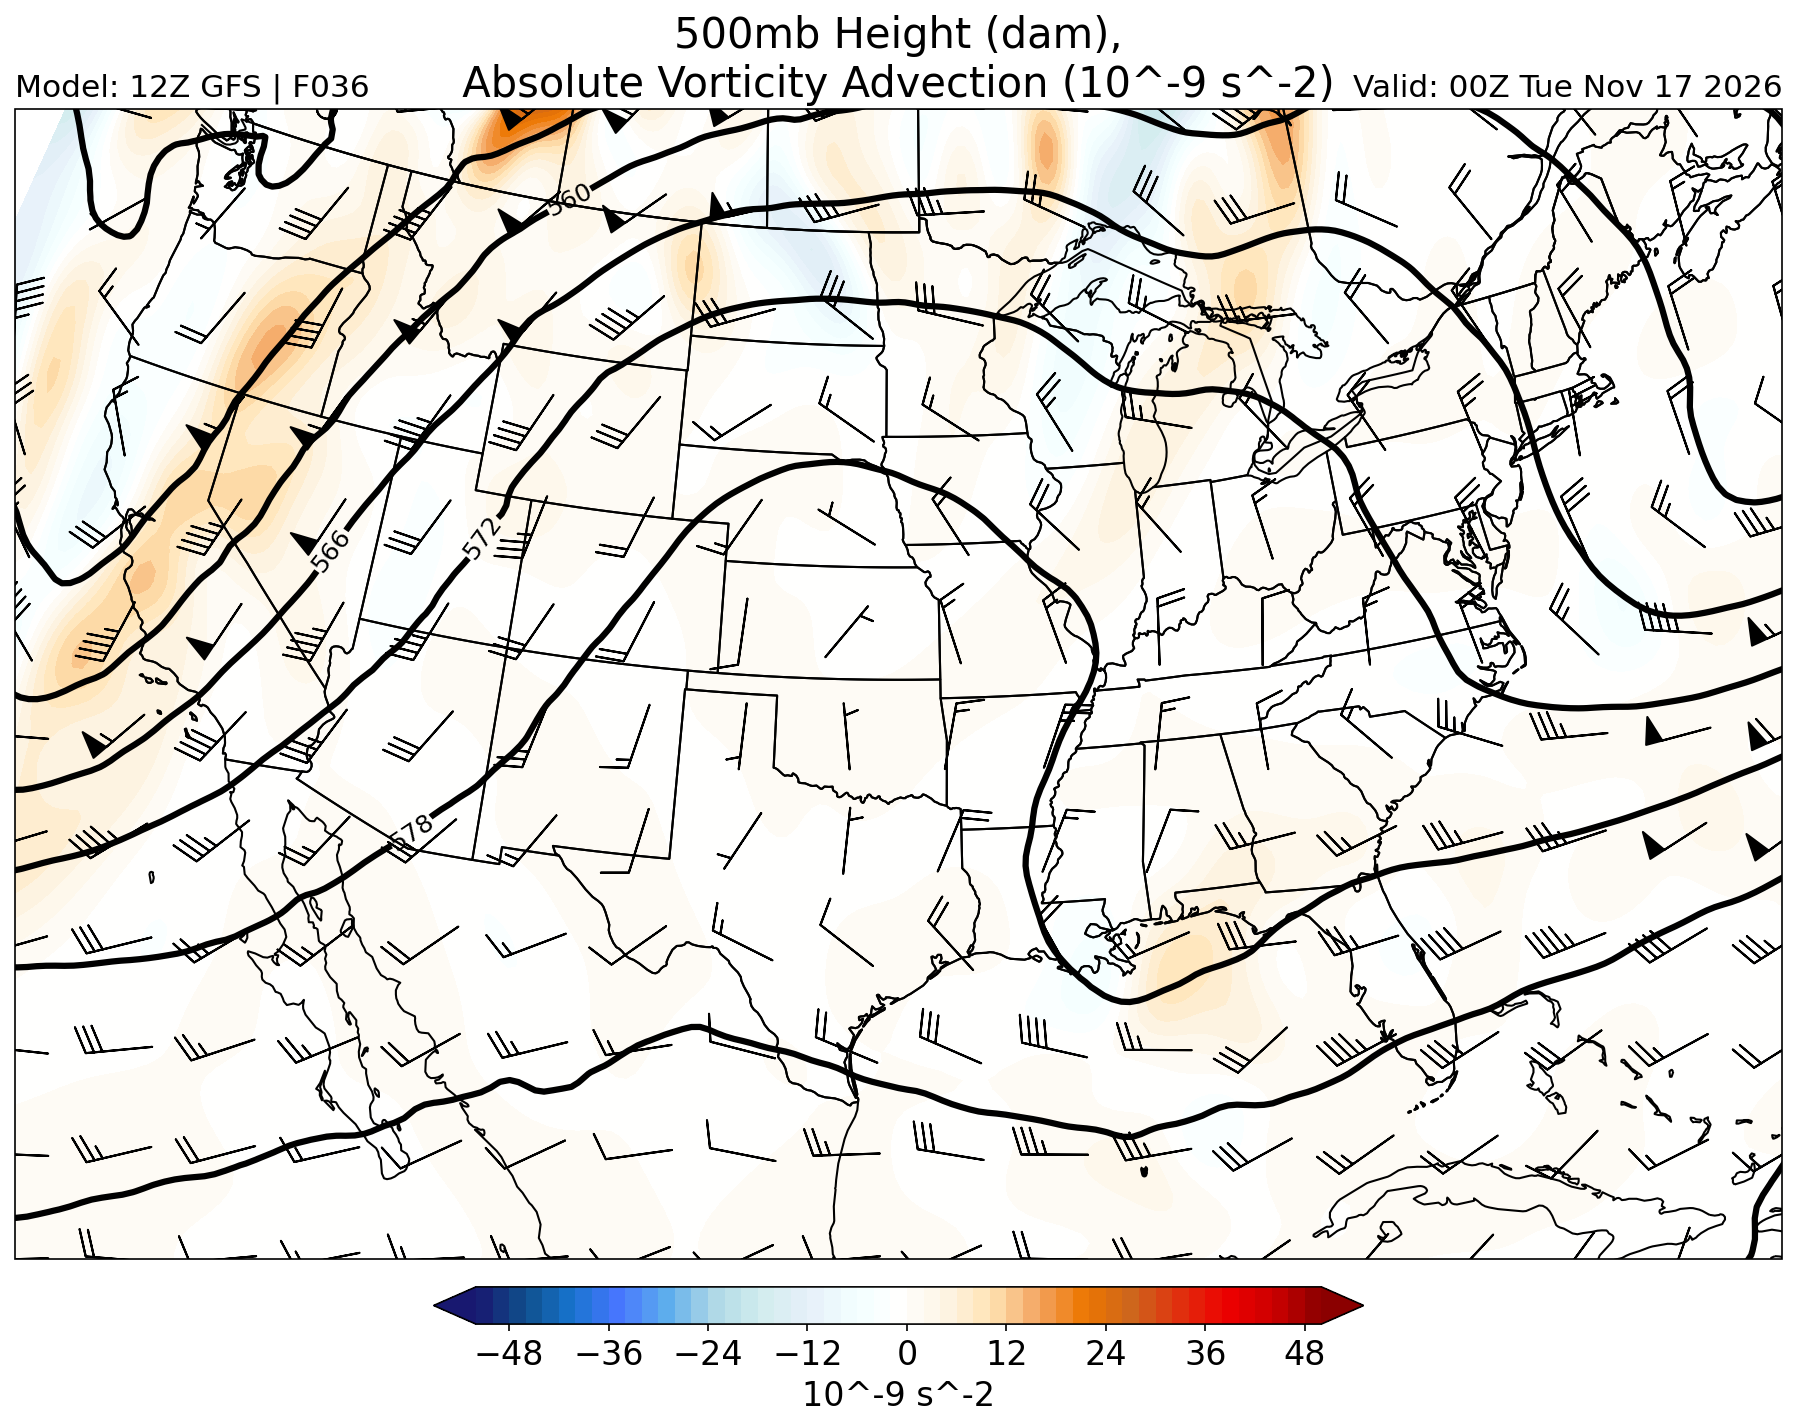 500mb Height (dam),
Model: 12Z GFS | F036
Absolute Vorticity Advection (10^-9 s^-2)
Valid: 00Z Tue Nov 17 2026
560
566
572
578
−48 −36 −24 −12 0 12 24 36 48
10^-9 s^-2